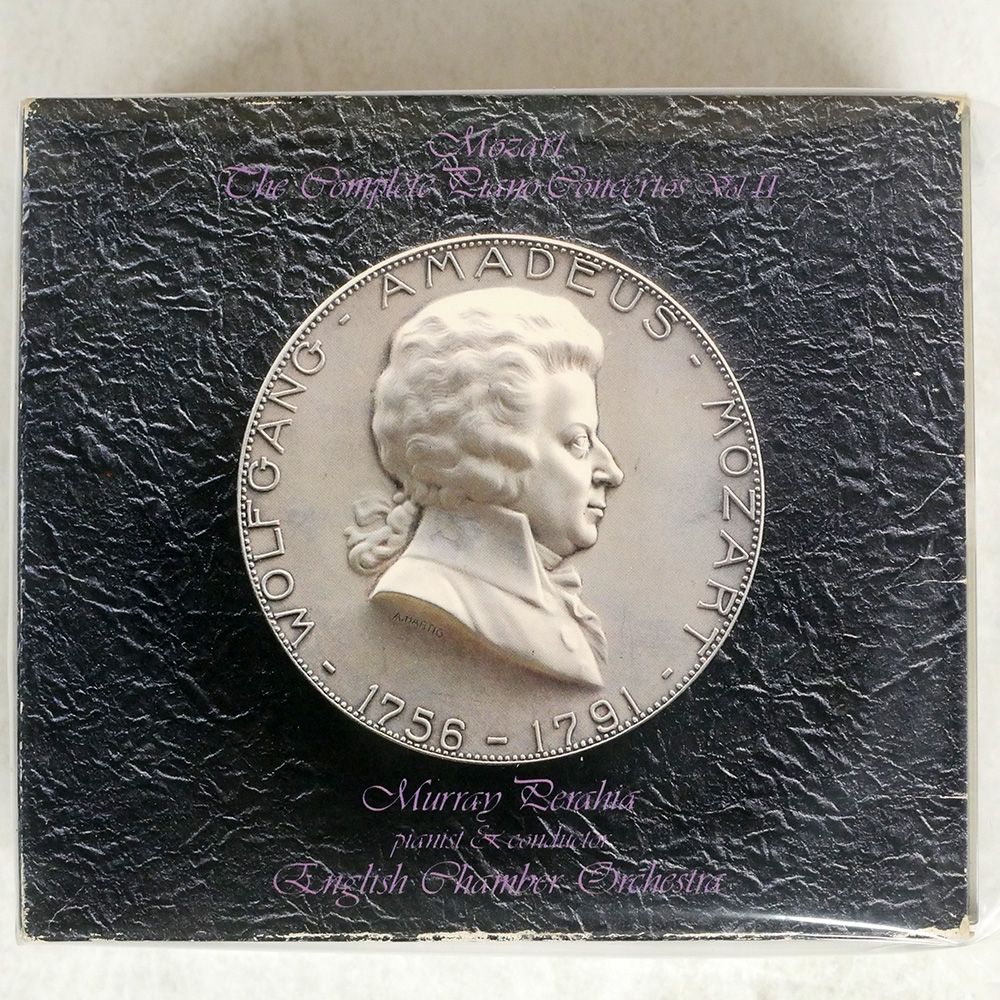 Mozart
The Complete Piano Concertos Vol II
WOLFGANG - AMADEUS - MOZART -
- 1756 - 1791 -
A.HARTIG
Murray Perahia
pianist & conductor
English Chamber Orchestra